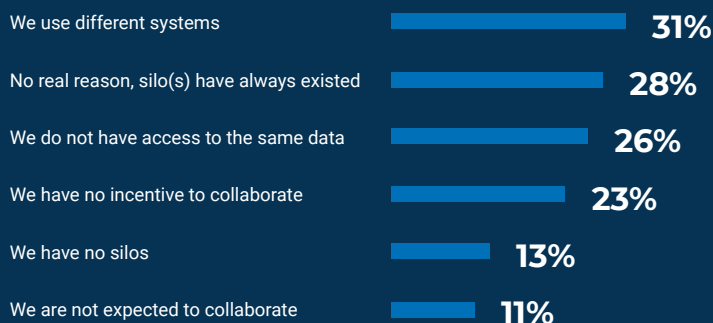 We use different systems 31%
No real reason, silo(s) have always existed 28%
We do not have access to the same data 26%
We have no incentive to collaborate 23%
We have no silos 13%
We are not expected to collaborate 11%